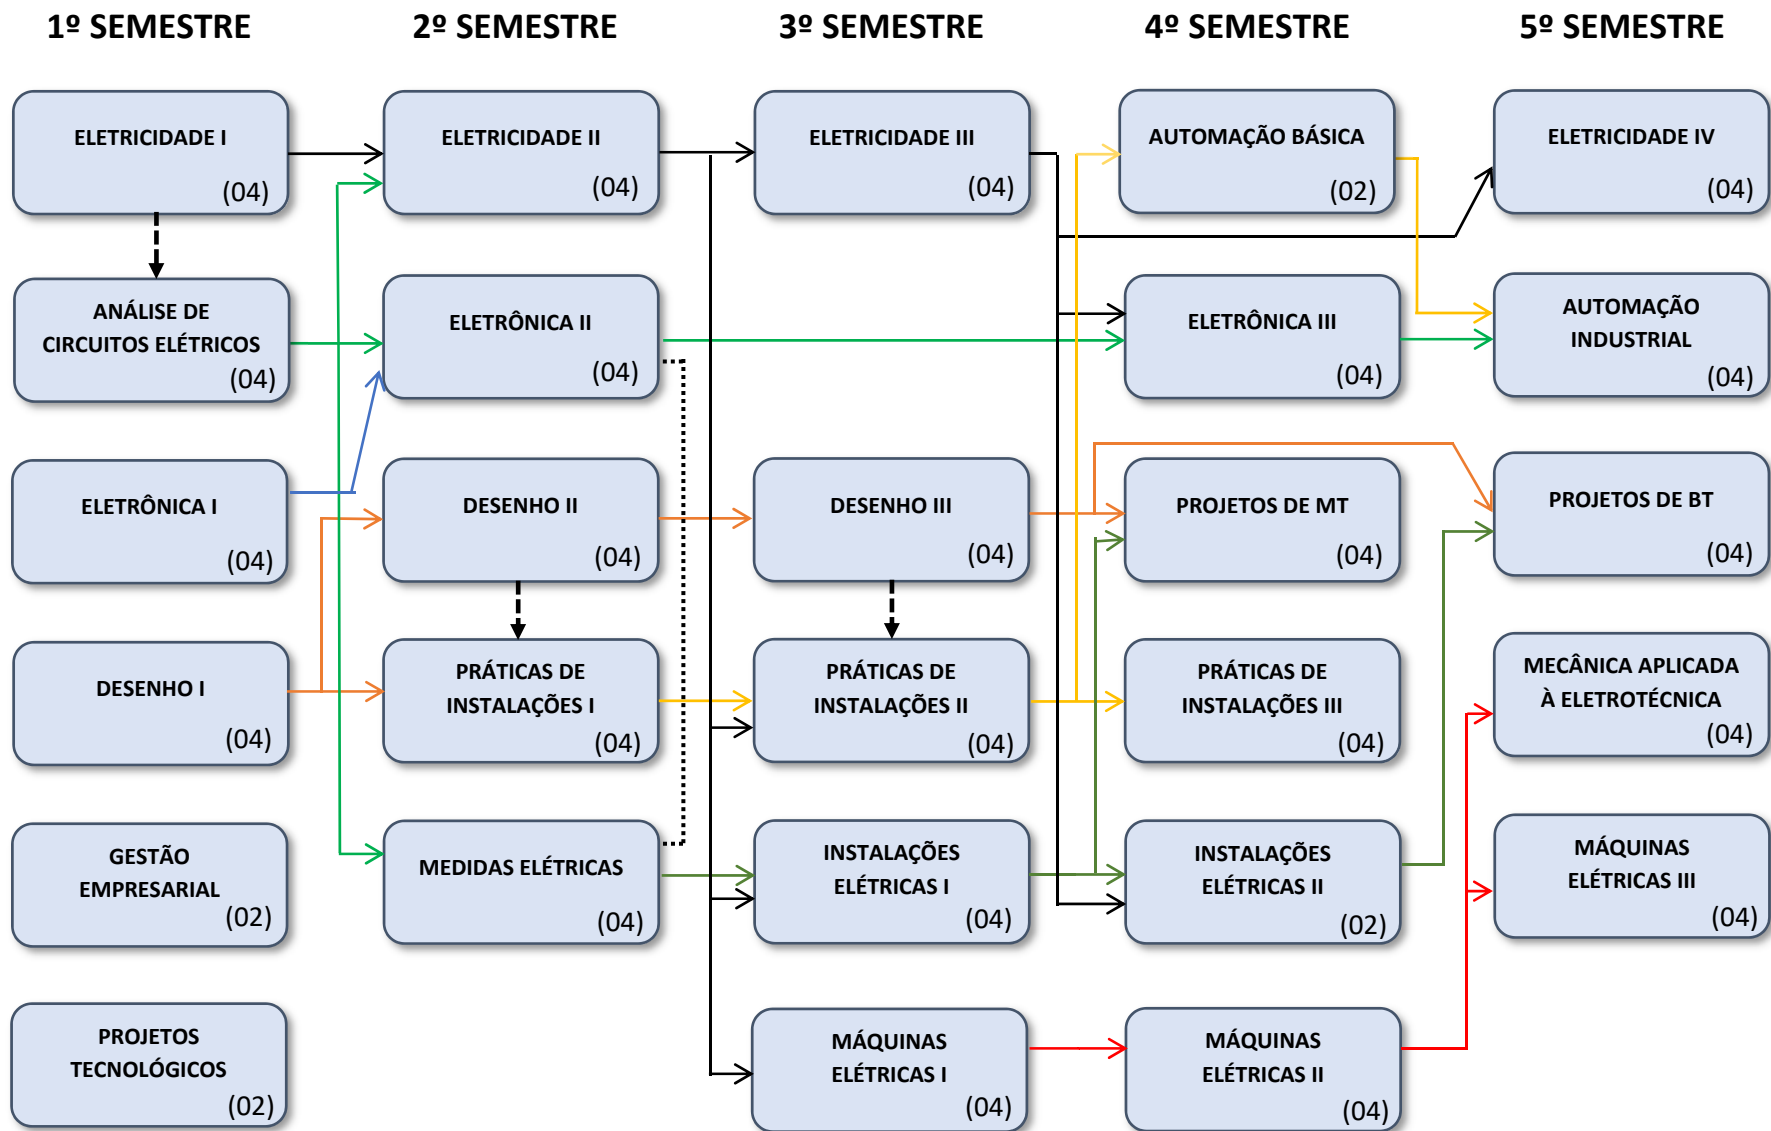 1º SEMESTRE
2º SEMESTRE
3º SEMESTRE
4º SEMESTRE
5º SEMESTRE
ELETRICIDADE I
(04)
ANÁLISE DE
CIRCUITOS ELÉTRICOS
(04)
ELETRÔNICA I
(04)
DESENHO I
(04)
GESTÃO
EMPRESARIAL
(02)
PROJETOS
TECNOLÓGICOS
(02)
ELETRICIDADE II
(04)
ELETRÔNICA II
(04)
DESENHO II
(04)
PRÁTICAS DE
INSTALAÇÕES I
(04)
MEDIDAS ELÉTRICAS
(04)
ELETRICIDADE III
(04)
DESENHO III
(04)
PRÁTICAS DE
INSTALAÇÕES II
(04)
INSTALAÇÕES
ELÉTRICAS I
(04)
MÁQUINAS
ELÉTRICAS I
(04)
AUTOMAÇÃO BÁSICA
(02)
ELETRÔNICA III
(04)
PROJETOS DE MT
(04)
PRÁTICAS DE
INSTALAÇÕES III
(04)
INSTALAÇÕES
ELÉTRICAS II
(02)
MÁQUINAS
ELÉTRICAS II
(04)
ELETRICIDADE IV
(04)
AUTOMAÇÃO
INDUSTRIAL
(04)
PROJETOS DE BT
(04)
MECÂNICA APLICADA
À ELETROTÉCNICA
(04)
MÁQUINAS
ELÉTRICAS III
(04)